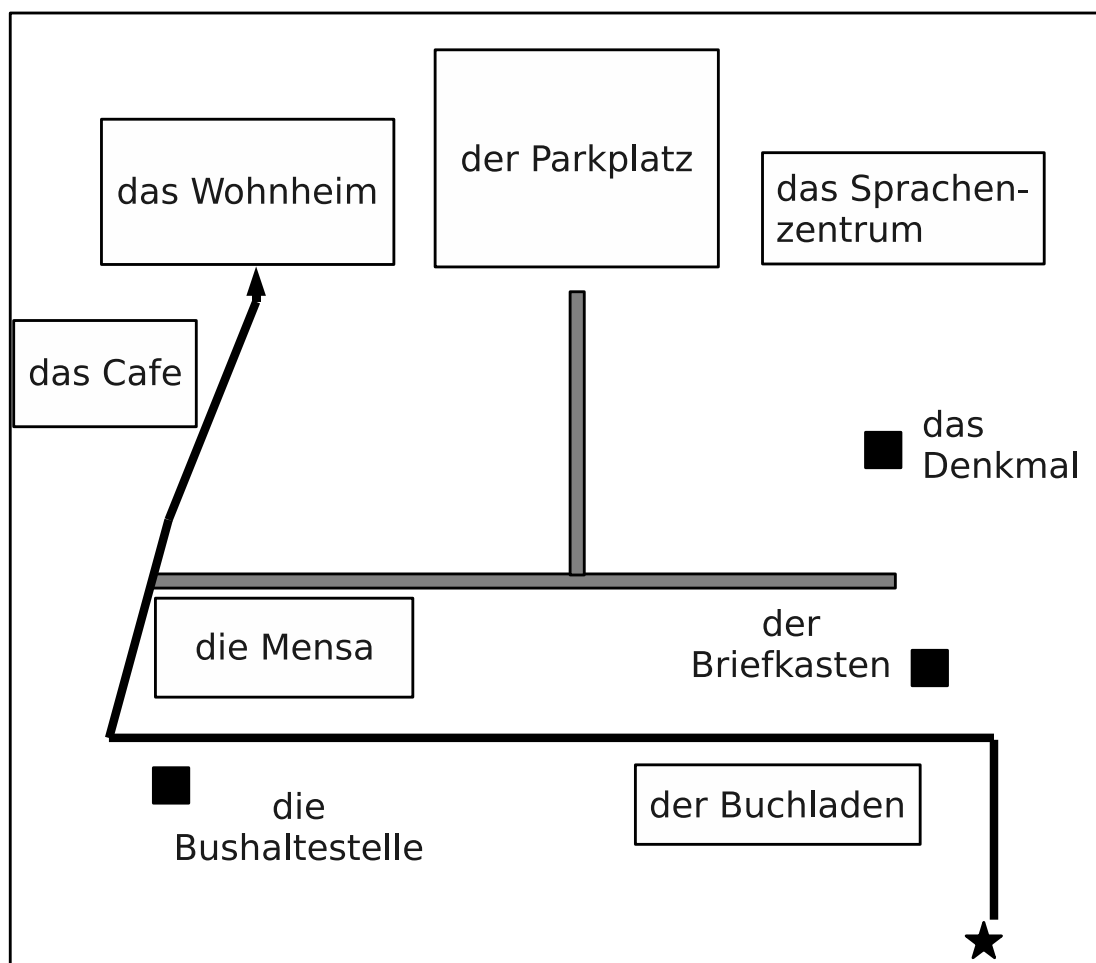 der Parkplatz
das Wohnheim
das Sprachen-
zentrum
das Cafe
das
Denkmal
die Mensa
der
Briefkasten
die
Bushaltestelle
der Buchladen